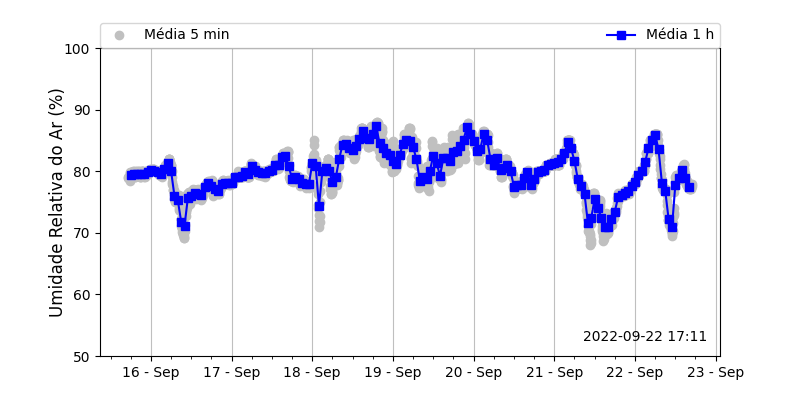 Média 5 min
Média 1 h
Umidade Relativa do Ar (%)
100
90
80
70
60
50
2022-09-22 17:11
16 - Sep
17 - Sep
18 - Sep
19 - Sep
20 - Sep
21 - Sep
22 - Sep
23 - Sep